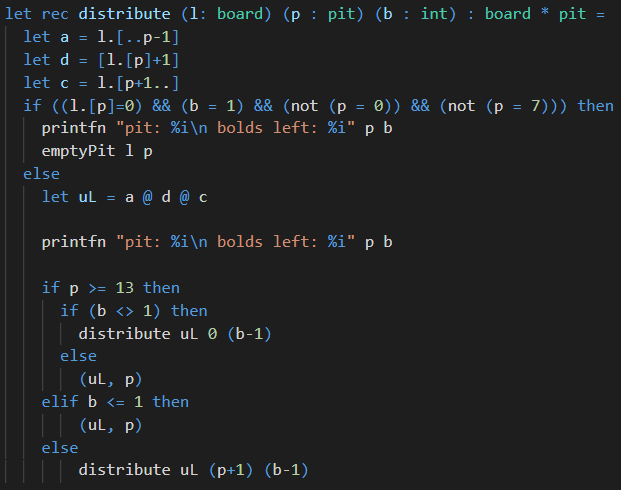 let rec distribute (l: board) (p : pit) (b : int) : board * pit =
  let a = l.[..p-1]
  let d = [l.[p]+1]
  let c = l.[p+1..]
  if ((l.[p]=0) && (b = 1) && (not (p = 0)) && (not (p = 7))) then
    printfn "pit: %i\n bolds left: %i" p b
    emptyPit l p
  else
    let uL = a @ d @ c
    printfn "pit: %i\n bolds left: %i" p b
    if p >= 13 then
      if (b <> 1) then
        distribute uL 0 (b-1)
      else
        (uL, p)
    elif b <= 1 then
        (uL, p)
    else
        distribute uL (p+1) (b-1)